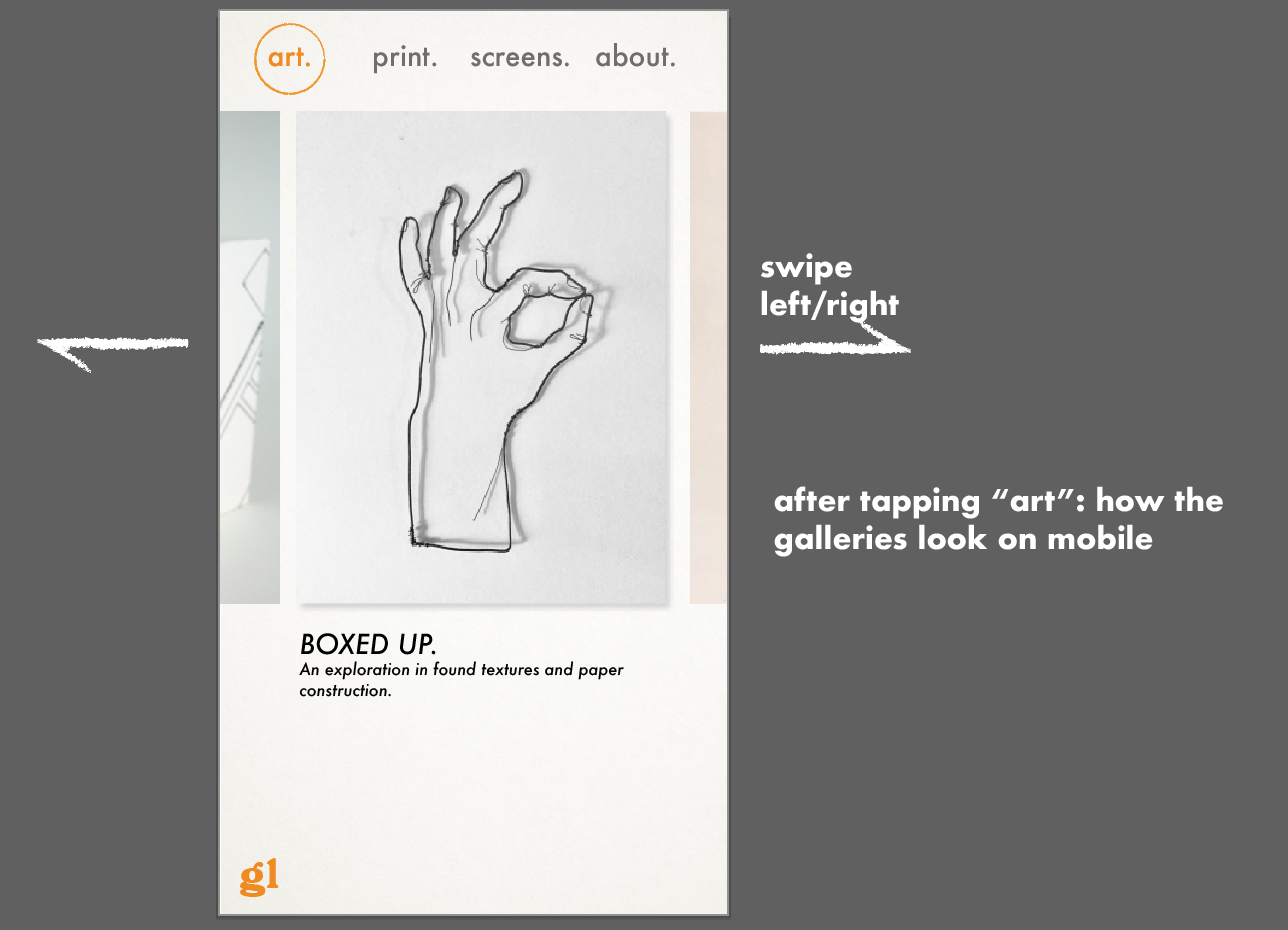 art. print. screens. about.
swipe
left/right
after tapping “art”: how the
galleries look on mobile
BOXED UP.
An exploration in found textures and paper
construction.
gl